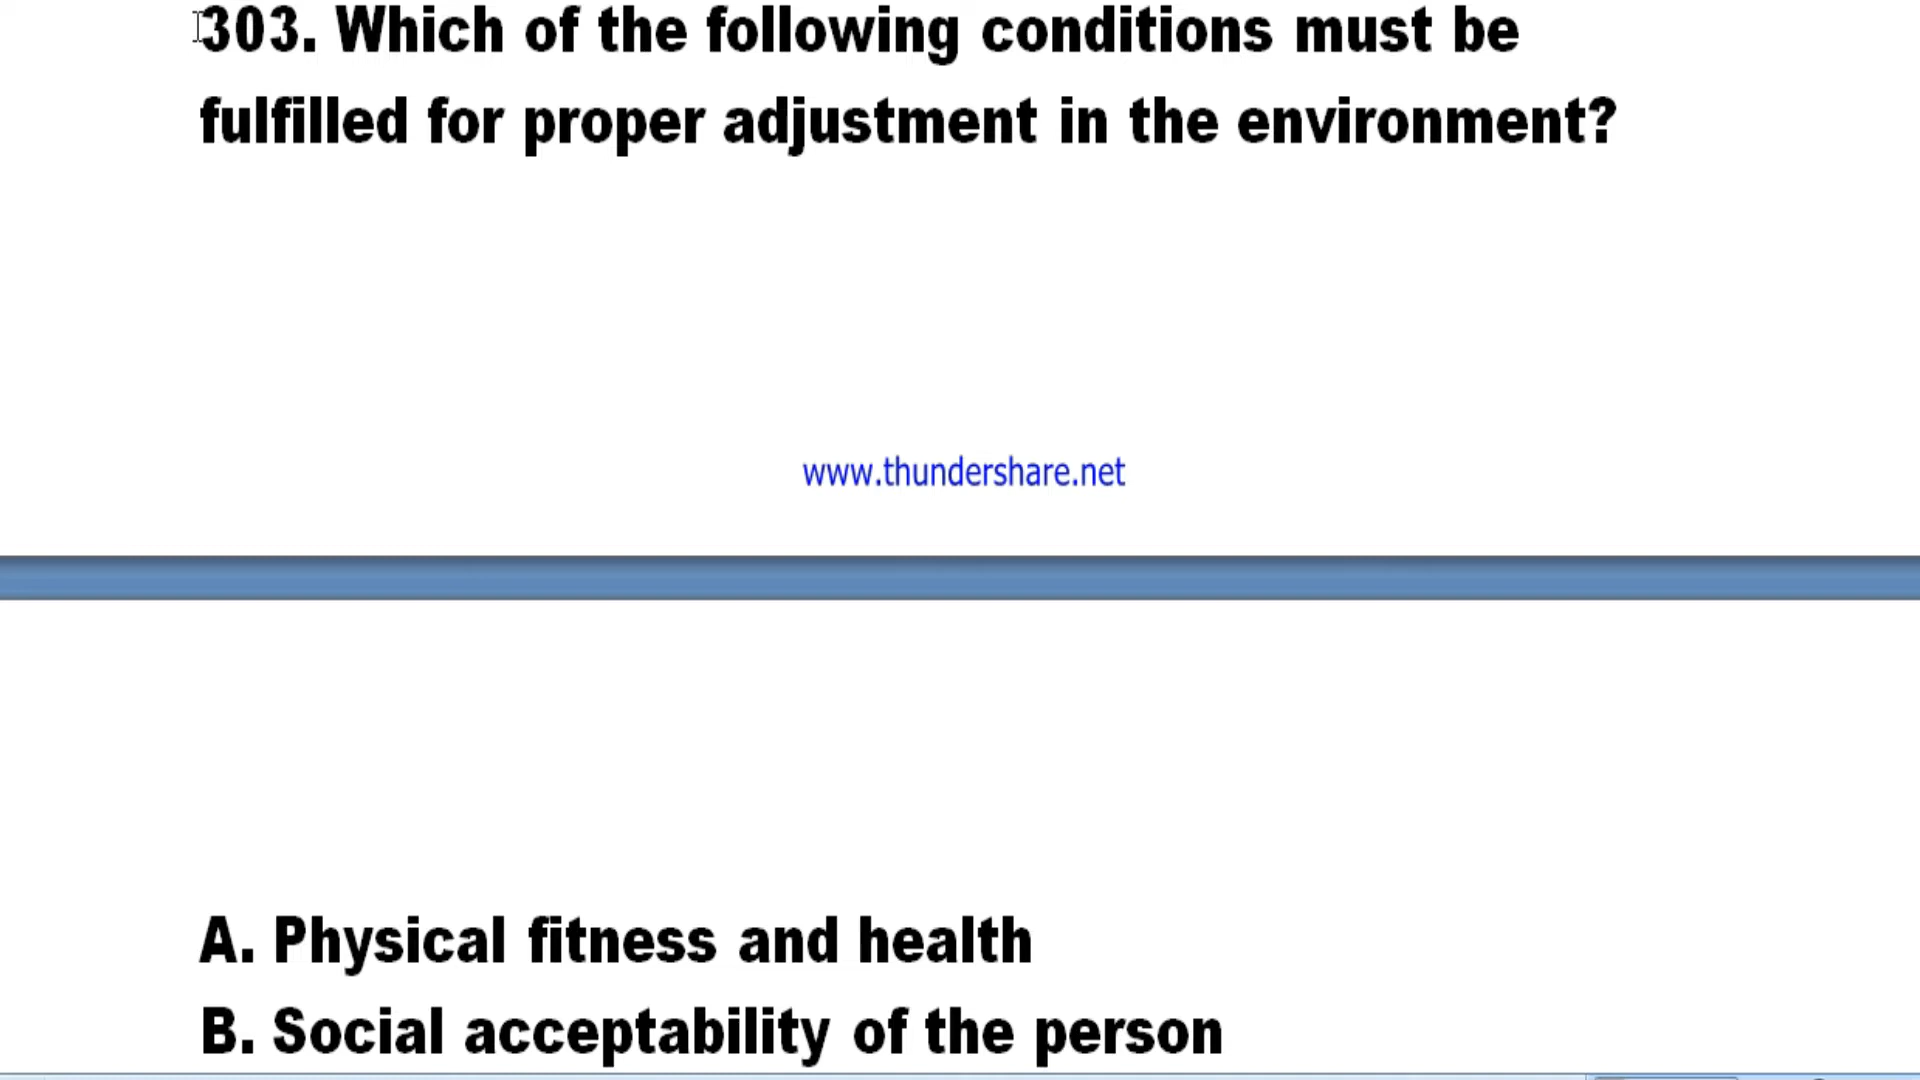 303. Which of the following conditions must be
fulfilled for proper adjustment in the environment?
www.thundershare.net
A. Physical fitness and health
B. Social acceptability of the person